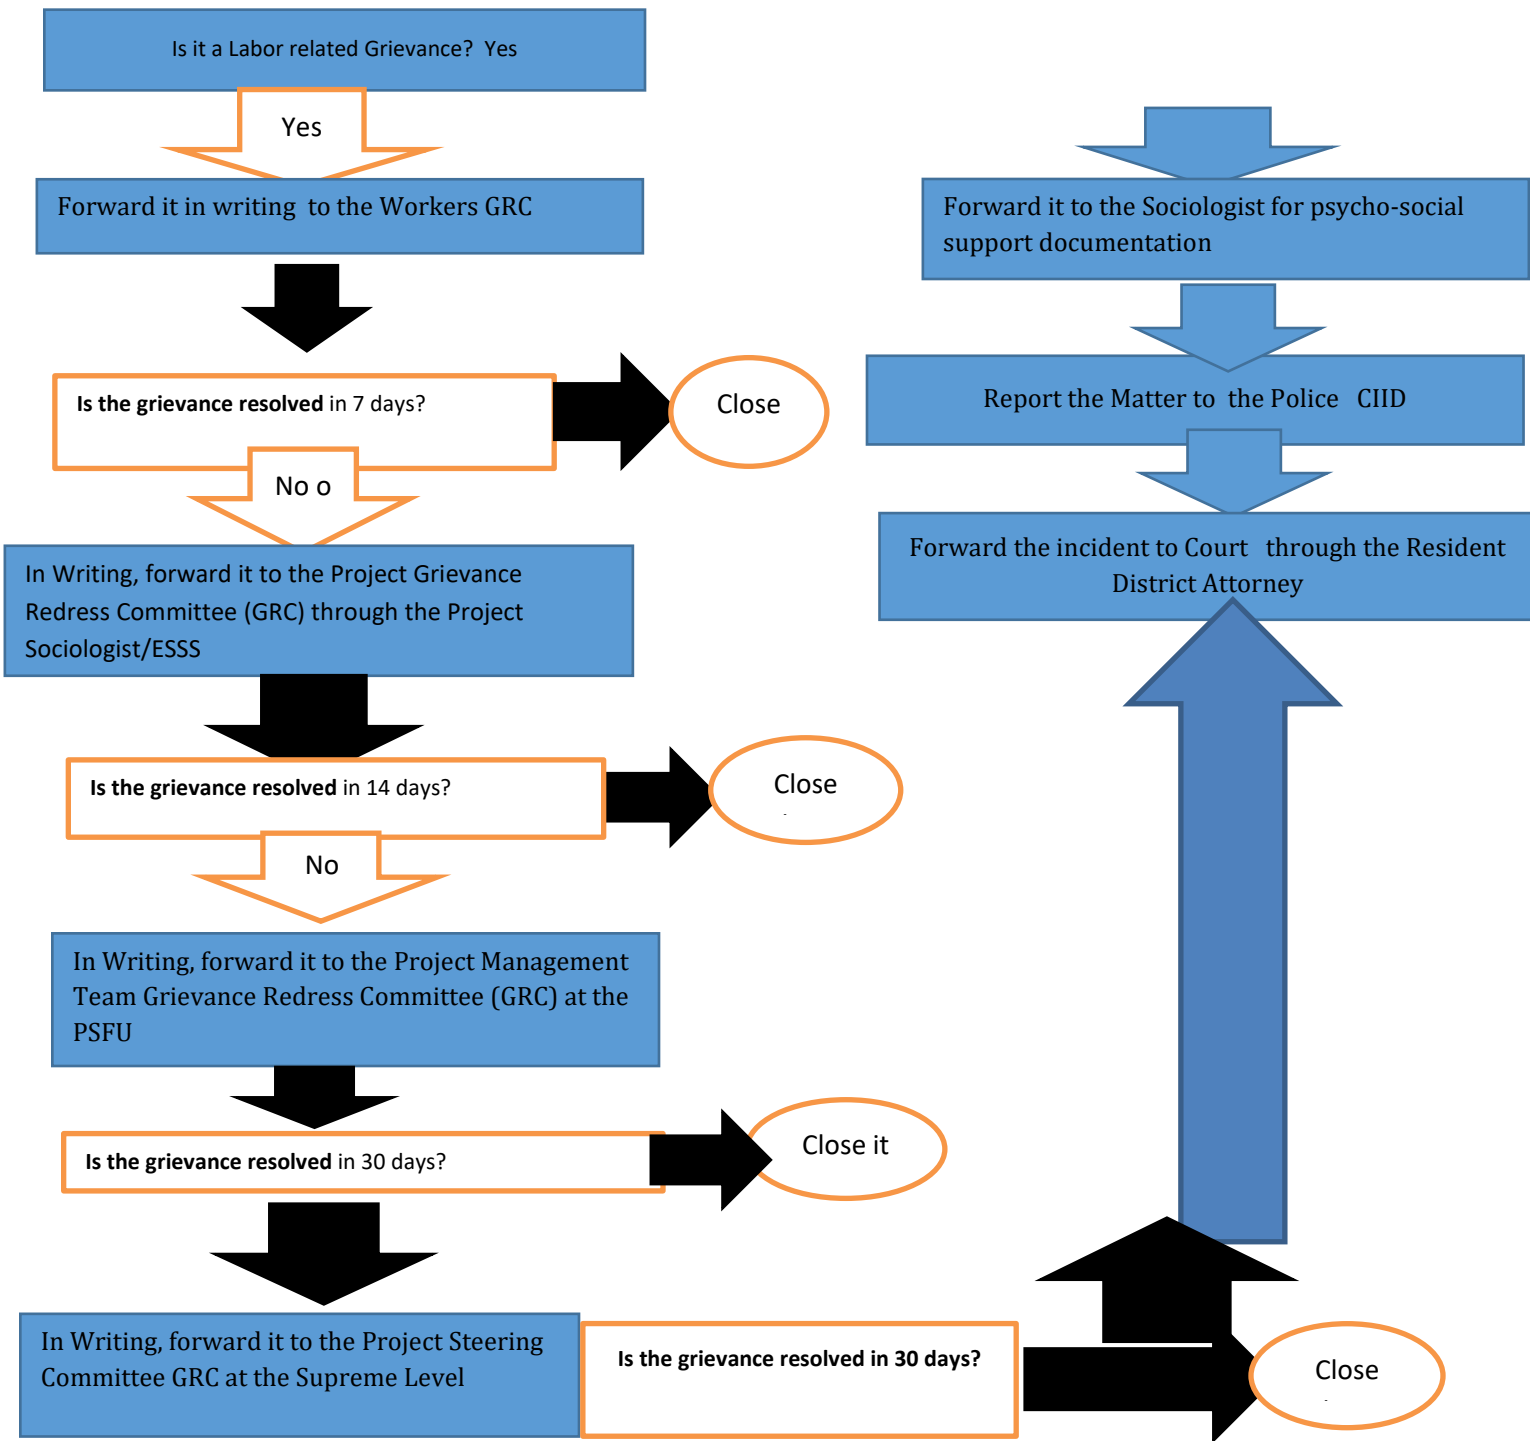 Is it a Labor related Grievance?  Yes
Yes
Forward it in writing  to the Workers GRC
Is the grievance resolved in 7 days?
Close
No o
In Writing, forward it to the Project Grievance
Redress Committee (GRC) through the Project
Sociologist/ESSS
Is the grievance resolved in 14 days?
Close
No
In Writing, forward it to the Project Management
Team Grievance Redress Committee (GRC) at the
PSFU
Is the grievance resolved in 30 days?
Close it
In Writing, forward it to the Project Steering
Committee GRC at the Supreme Level
Is the grievance resolved in 30 days?
Close
Forward it to the Sociologist for psycho-social
support documentation
Report the Matter to  the Police   CIID
Forward the incident to Court   through the Resident
District Attorney